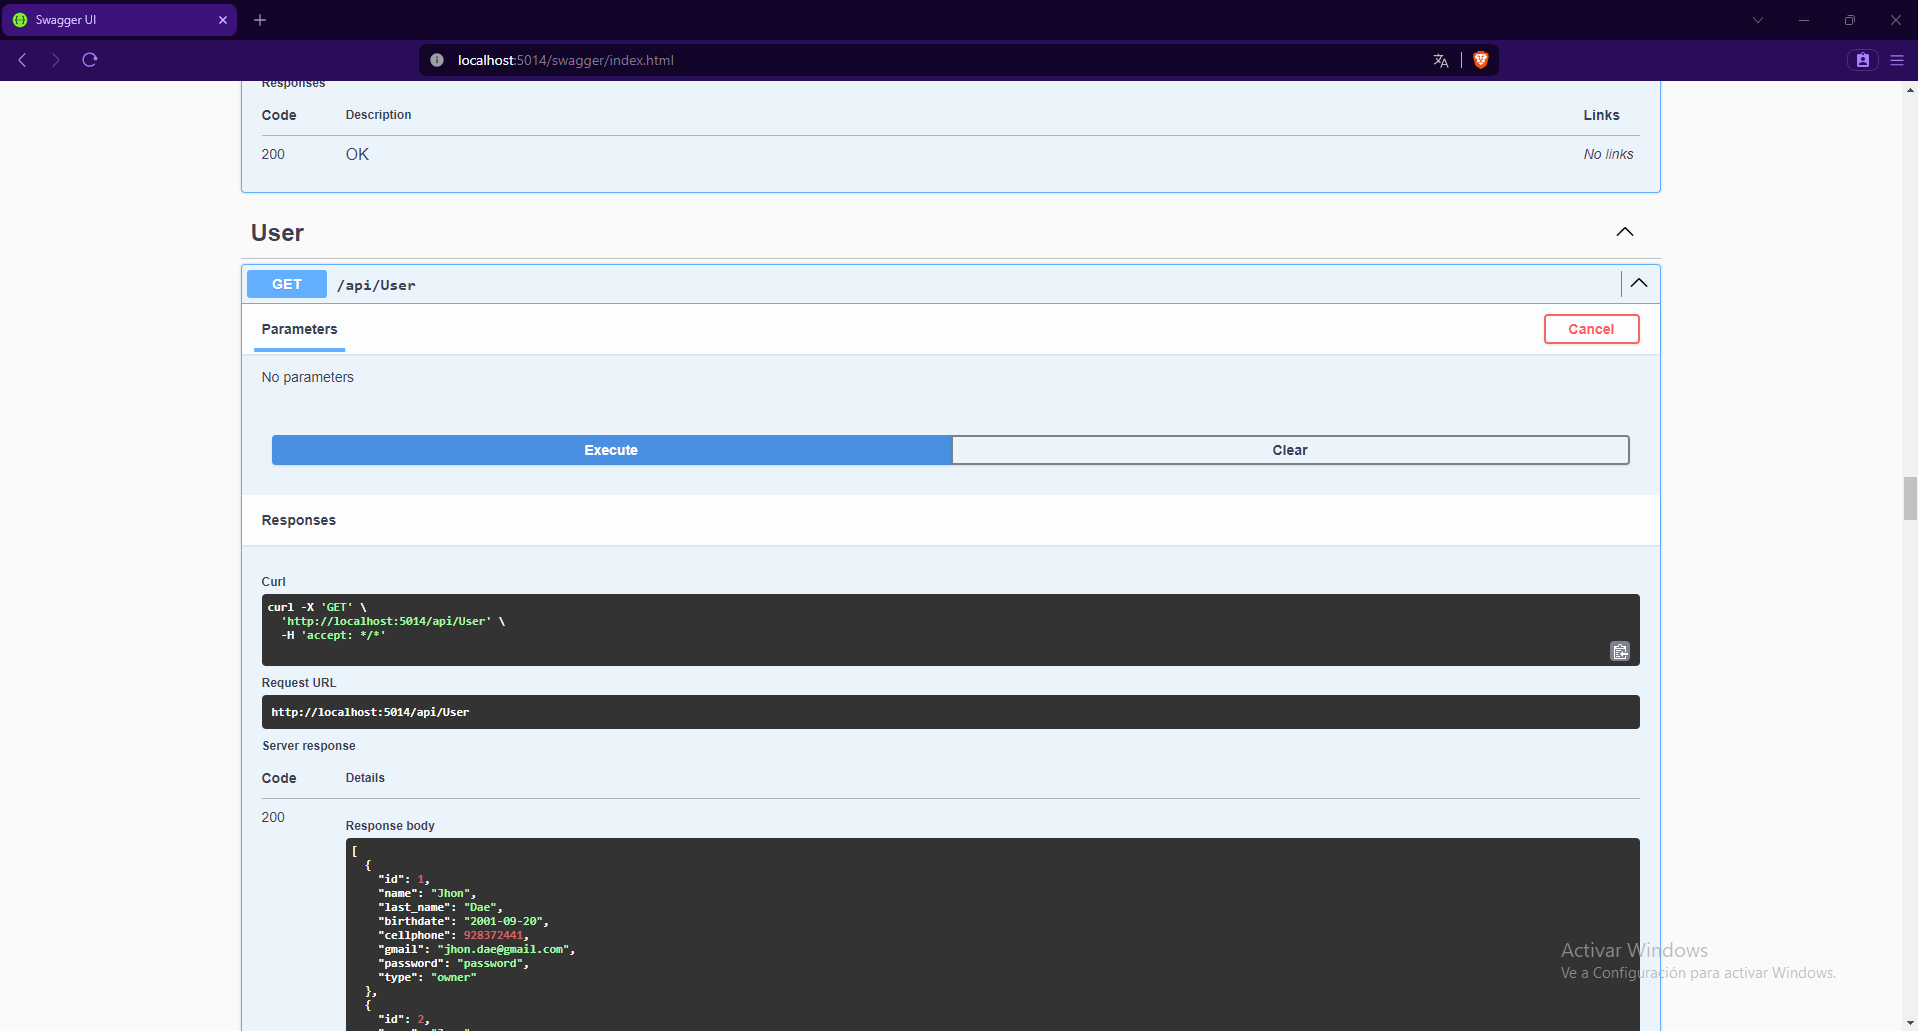 Swagger UI
localhost:5014/swagger/index.html
Responses
Code Description Links
200 OK No links
User
GET /api/User
Parameters Cancel
No parameters
Execute Clear
Responses
Curl
curl -X 'GET' \
'http://localhost:5014/api/User' \
-H 'accept: */*'
Request URL
http://localhost:5014/api/User
Server response
Code Details
200
Response body
[
{
"id": 1,
"name": "Jhon",
"last_name": "Dae",
"birthdate": "2001-09-20",
"cellphone": 928372441,
"gmail": "jhon.dae@gmail.com",
"password": "password",
"type": "owner"
},
{
"id": 2,
Activar Windows
Ve a Configuración para activar Windows.